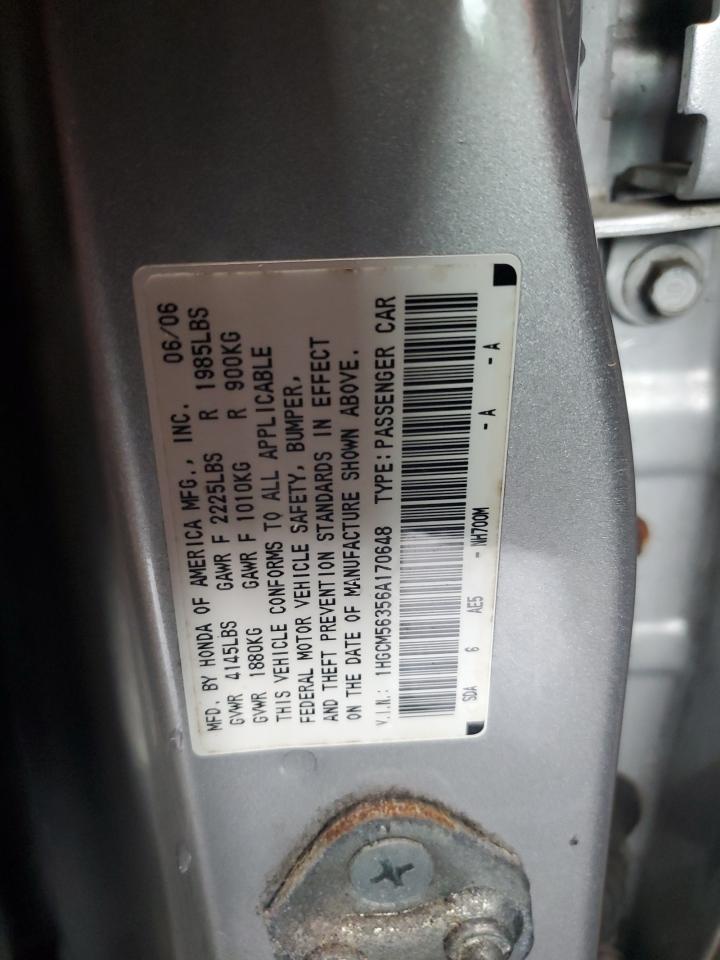 MFD. BY HONDA OF AMERICA MFG., INC. 06/06
GVWR 4145LBS GAWR F 2225LBS R 1985LBS
GVWR 1880KG GAWR F 1010KG R 900KG
THIS VEHICLE CONFORMS TO ALL APPLICABLE
FEDERAL MOTOR VEHICLE SAFETY, BUMPER,
AND THEFT PREVENTION STANDARDS IN EFFECT
ON THE DATE OF MANUFACTURE SHOWN ABOVE.
V.I.N.: 1HGCM56356A170648 TYPE: PASSENGER CAR
SDA 6 AE5 - NH700M - A - A